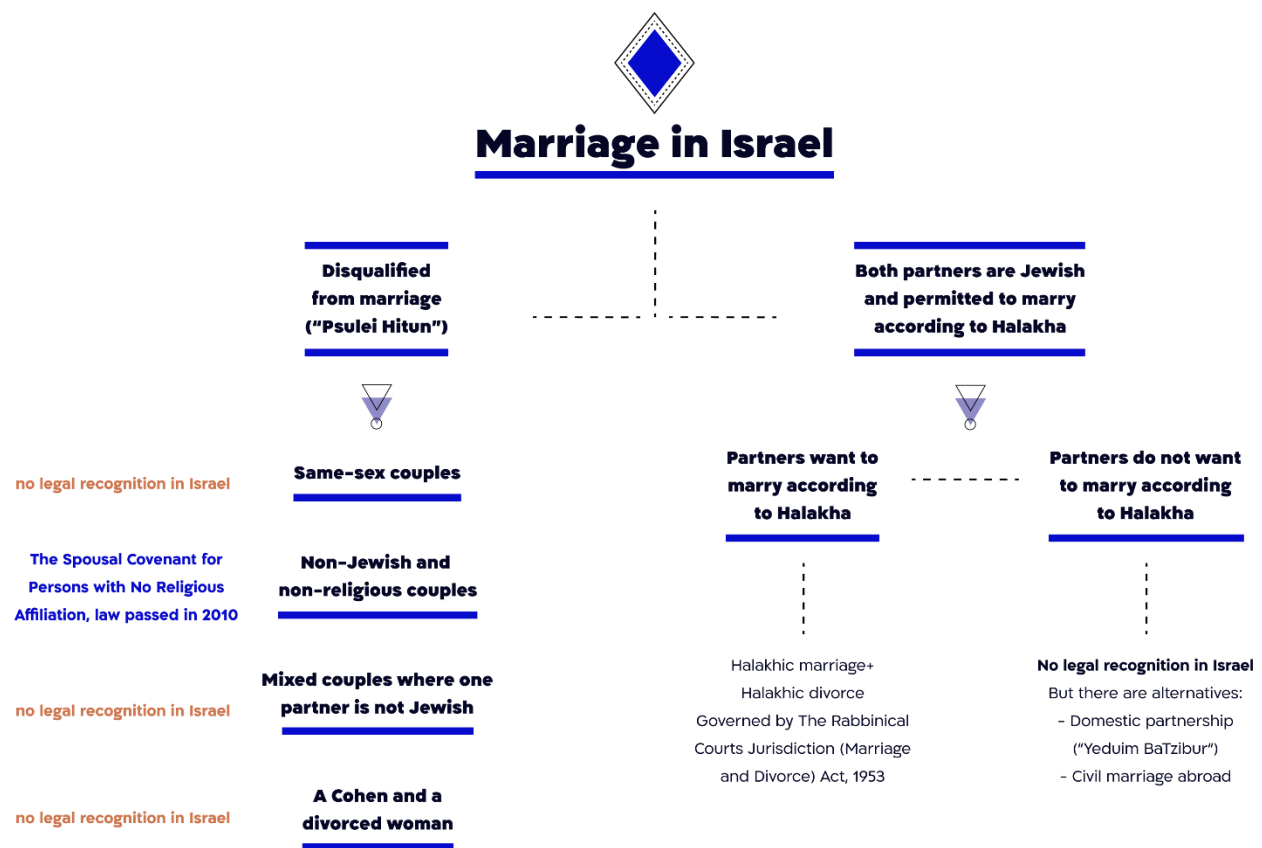 Marriage in Israel
Disqualified
from marriage
(“Psulei Hitun”)
Both partners are Jewish
and permitted to marry
according to Halakha
no legal recognition in Israel
Same-sex couples
The Spousal Covenant for
Persons with No Religious
Affiliation, law passed in 2010
Non-Jewish and
non-religious couples
no legal recognition in Israel
Mixed couples where one
partner is not Jewish
no legal recognition in Israel
A Cohen and a
divorced woman
Partners want to
marry according
to Halakha
Halakhic marriage+
Halakhic divorce
Governed by The Rabbinical
Courts Jurisdiction (Marriage
and Divorce) Act, 1953
Partners do not want
to marry according
to Halakha
No legal recognition in Israel
But there are alternatives:
- Domestic partnership
(“Yeduim BaTzibur”)
- Civil marriage abroad